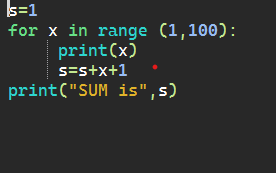 s=1
for x in range (1,100):
    print(x)
    s=s+x+1
print("SUM is",s)